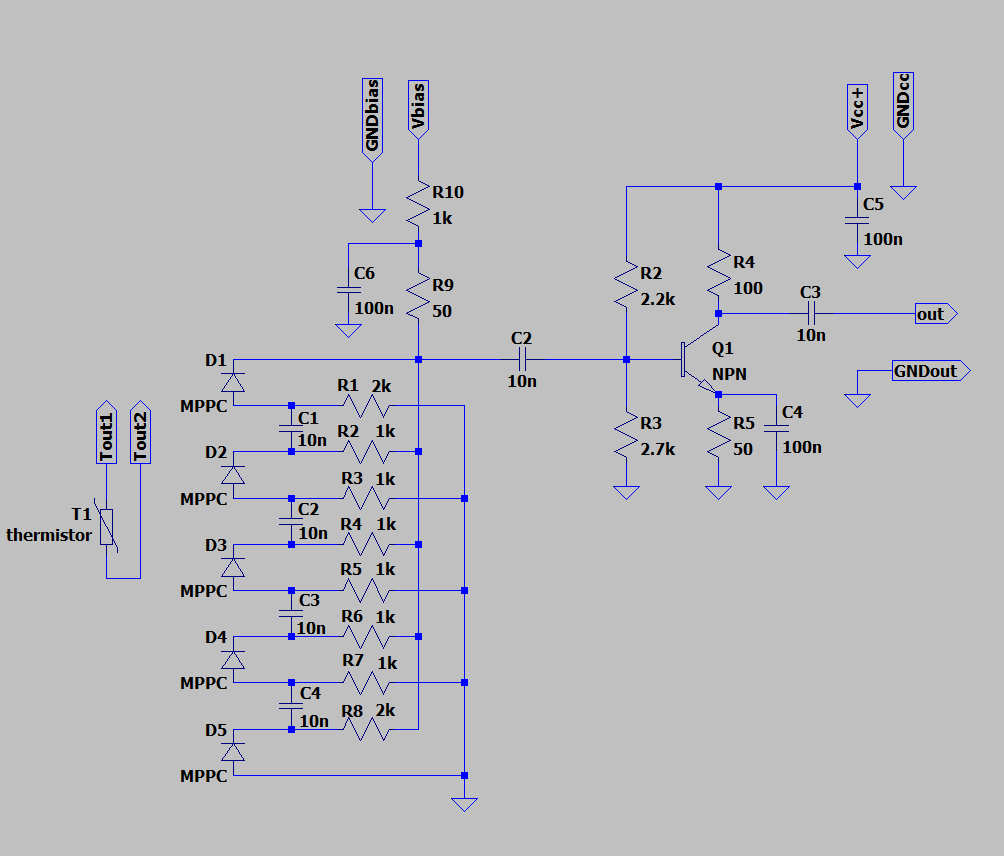 GNDbias
Vbias
Vcc+
GNDcc
R10
1k
C6
100n
R9
50
C5
100n
R2
2.2k
R4
100
C3
10n
out
C2
10n
Q1
NPN
GNDout
R3
2.7k
R5
50
C4
100n
D1
MPPC
R1 2k
C1
10n
R2 1k
D2
MPPC
R3 1k
C2
10n
R4 1k
D3
MPPC
R5 1k
C3
10n
R6 1k
D4
MPPC
R7 1k
C4
10n
R8 2k
D5
MPPC
Tout1
Tout2
T1
thermistor